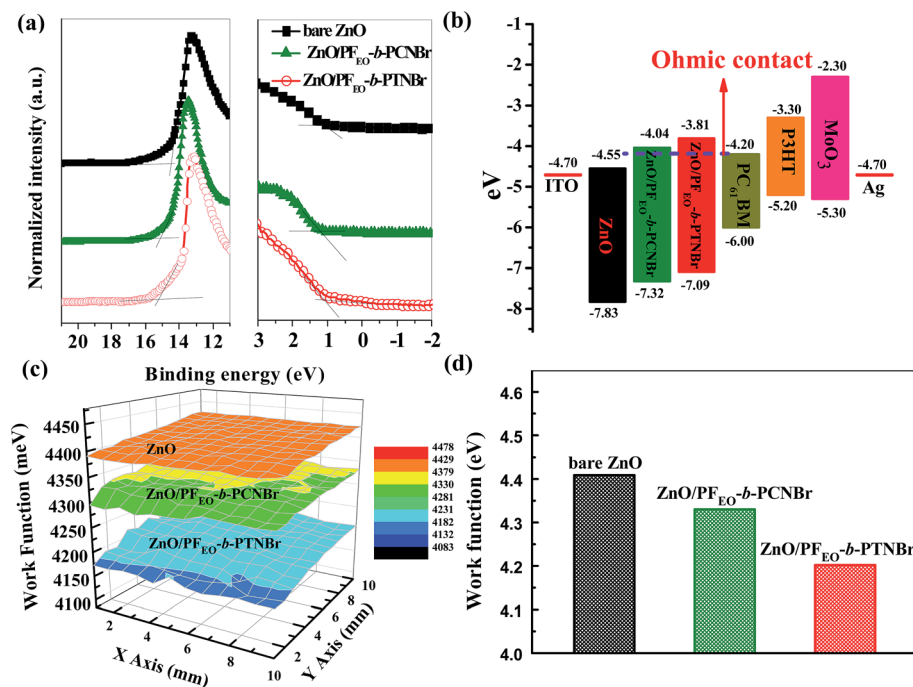 (a)
Normalized intensity (a.u.)
bare ZnO
ZnO/PFEO-b-PCNBr
ZnO/PFEO-b-PTNBr
20 18 16 14 12 3 2 1 0 -1 -2
Binding energy (eV)
(b)
eV
-1
-2
-3
-4
-5
-6
-7
-8
Ohmic contact
-2.30
-3.30
-3.81
-4.04
-4.20
-4.55
-4.70
ITO
ZnO
ZnO/PFEO-b-PCNBr
ZnO/PFEO-b-PTNBr
PC61BM
P3HT
MoO3
-4.70
Ag
-5.20
-5.30
-6.00
-7.09
-7.32
-7.83
(c)
Work Function (meV)
4450
4400
4350
4300
4250
4200
4150
4100
ZnO
ZnO/PFEO-b-PCNBr
ZnO/PFEO-b-PTNBr
2 4 6 8
X Axis (mm)
2 4 6 8 10
Y Axis (mm)
4478
4429
4379
4330
4281
4231
4182
4132
4083
(d)
Work function (eV)
4.6
4.5
4.4
4.3
4.2
4.1
4.0
bare ZnO
ZnO/PFEO-b-PCNBr
ZnO/PFEO-b-PTNBr